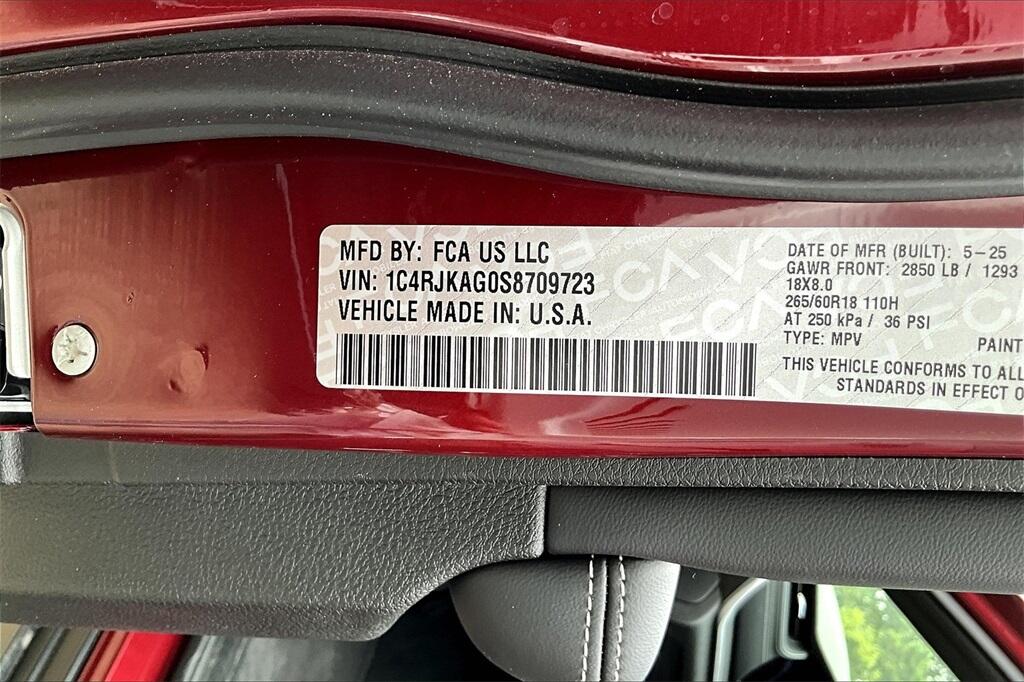 MFD BY: FCA US LLC
VIN: 1C4RJKAG0S8709723
VEHICLE MADE IN: U.S.A.
DATE OF MFR (BUILT): 5-25
GAWR FRONT: 2850 LB / 1293
18X8.0
265/60R18 110H
AT 250 kPa / 36 PSI
TYPE: MPV PAINT
THIS VEHICLE CONFORMS TO ALL
STANDARDS IN EFFECT O